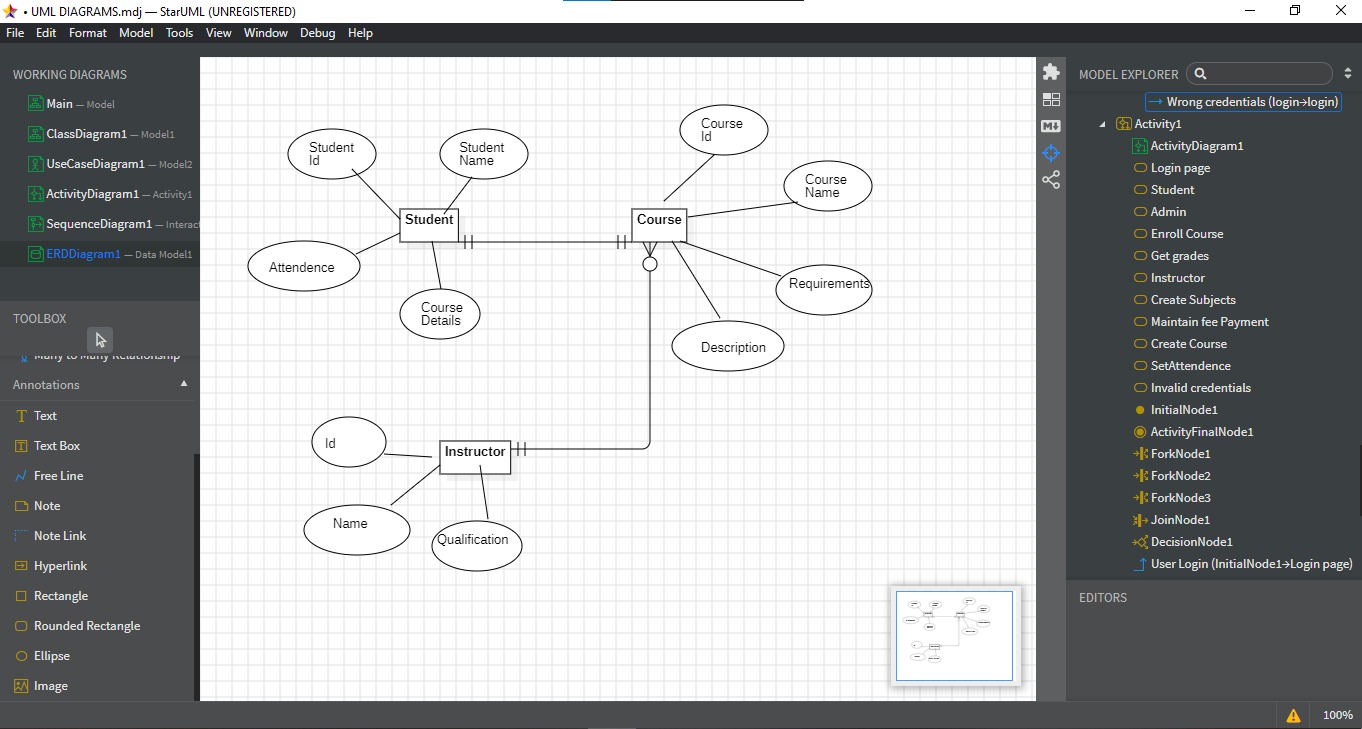 • UML DIAGRAMS.mdj — StarUML (UNREGISTERED)
File Edit Format Model Tools View Window Debug Help
WORKING DIAGRAMS
Main — Model
ClassDiagram1 — Model1
UseCaseDiagram1 — Model2
ActivityDiagram1 — Activity1
SequenceDiagram1 — Interac
ERDDiagram1 — Data Model1
TOOLBOX
Many to Many Relationship
Annotations
Text
Text Box
Free Line
Note
Note Link
Hyperlink
Rectangle
Rounded Rectangle
Ellipse
Image
Student
Id
Student
Name
Student
Attendence
Course
Details
Course
Id
Course
Name
Course
Requirements
Description
Id
Instructor
Name
Qualification
MODEL EXPLORER
Wrong credentials (login→login)
Activity1
ActivityDiagram1
Login page
Student
Admin
Enroll Course
Get grades
Instructor
Create Subjects
Maintain fee Payment
Create Course
SetAttendence
Invalid credentials
InitialNode1
ActivityFinalNode1
ForkNode1
ForkNode2
ForkNode3
JoinNode1
DecisionNode1
User Login (InitialNode1→Login page)
EDITORS
100%